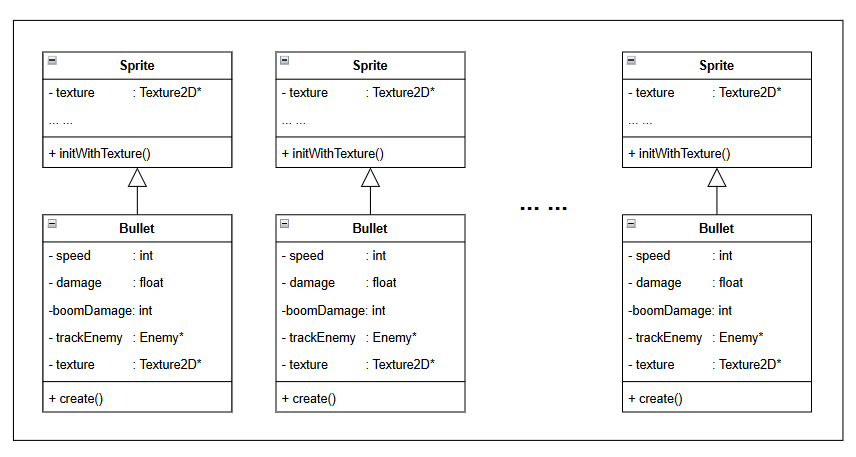 Sprite
- texture : Texture2D*
... ...
+ initWithTexture()
Bullet
- speed : int
- damage : float
-boomDamage: int
- trackEnemy : Enemy*
- texture : Texture2D*
+ create()
Sprite
- texture : Texture2D*
... ...
+ initWithTexture()
Bullet
- speed : int
- damage : float
-boomDamage: int
- trackEnemy : Enemy*
- texture : Texture2D*
+ create()
... ...
Sprite
- texture : Texture2D*
... ...
+ initWithTexture()
Bullet
- speed : int
- damage : float
-boomDamage: int
- trackEnemy : Enemy*
- texture : Texture2D*
+ create()